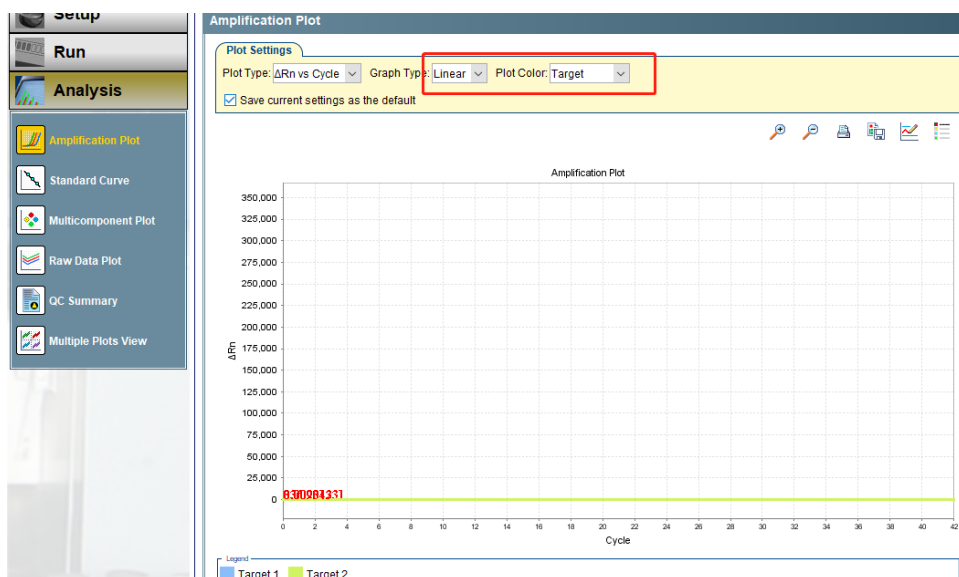 Setup
Run
Analysis
Amplification Plot
Standard Curve
Multicomponent Plot
Raw Data Plot
QC Summary
Multiple Plots View
Amplification Plot
Plot Settings
Plot Type: ΔRn vs Cycle Graph Type: Linear Plot Color: Target
Save current settings as the default
Amplification Plot
350,000
325,000
300,000
275,000
250,000
225,000
200,000
175,000
150,000
125,000
100,000
75,000
50,000
25,000
0
ΔRn
0 2 4 6 8 10 12 14 16 18 20 22 24 26 28 30 32 34 36 38 40 42
Cycle
Legend
Target 1 Target 2